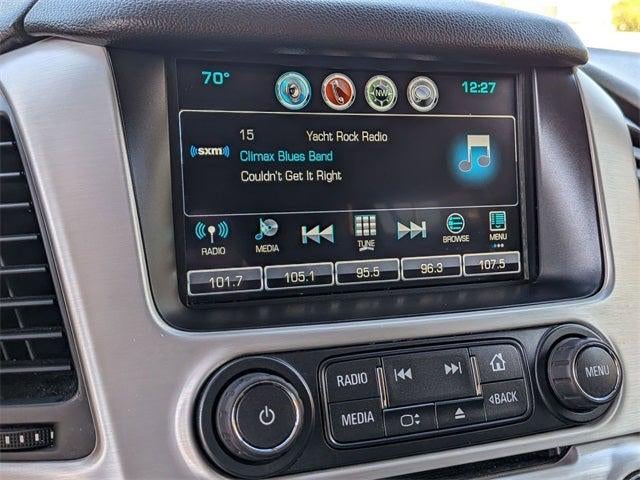 70° NW 12:27
15 Yacht Rock Radio
sxm Climax Blues Band
Couldn't Get It Right
RADIO MEDIA TUNE BROWSE MENU
101.7 105.1 95.5 96.3 107.5
RADIO
MEDIA
BACK
MENU